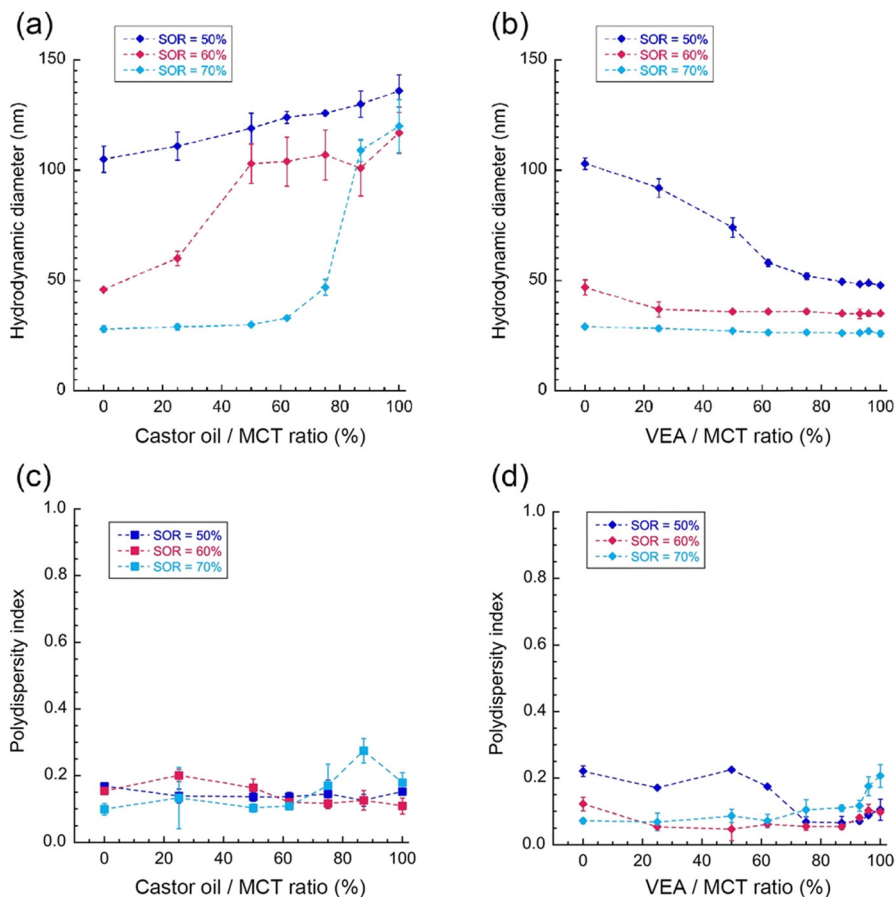 (a)
SOR = 50%
SOR = 60%
SOR = 70%
150
100
50
0
Hydrodynamic diameter (nm)
0 20 40 60 80 100
Castor oil / MCT ratio (%)
(b)
SOR = 50%
SOR = 60%
SOR = 70%
150
100
50
0
Hydrodynamic diameter (nm)
0 20 40 60 80 100
VEA / MCT ratio (%)
(c)
SOR = 50%
SOR = 60%
SOR = 70%
1.0
0.8
0.6
0.4
0.2
0.0
Polydispersity index
0 20 40 60 80 100
Castor oil / MCT ratio (%)
(d)
SOR = 50%
SOR = 60%
SOR = 70%
1.0
0.8
0.6
0.4
0.2
0.0
Polydispersity index
0 20 40 60 80 100
VEA / MCT ratio (%)